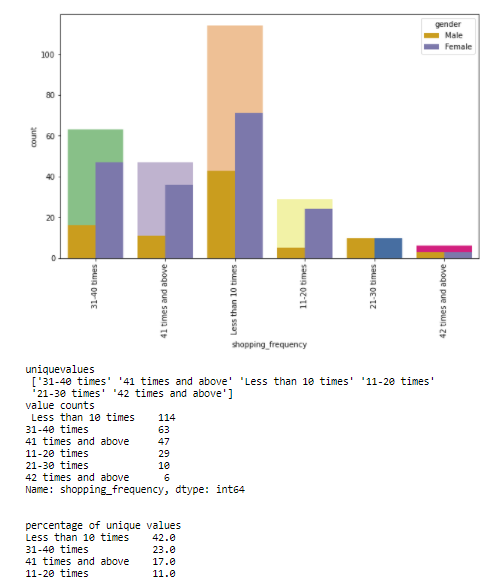 gender
Male
Female
100
80
60
40
20
0
count
31-40 times
41 times and above
Less than 10 times
11-20 times
21-30 times
42 times and above
shopping_frequency
uniquevalues
['31-40 times' '41 times and above' 'Less than 10 times' '11-20 times'
'21-30 times' '42 times and above']
value counts
Less than 10 times 114
31-40 times 63
41 times and above 47
11-20 times 29
21-30 times 10
42 times and above 6
Name: shopping_frequency, dtype: int64
percentage of unique values
Less than 10 times 42.0
31-40 times 23.0
41 times and above 17.0
11-20 times 11.0